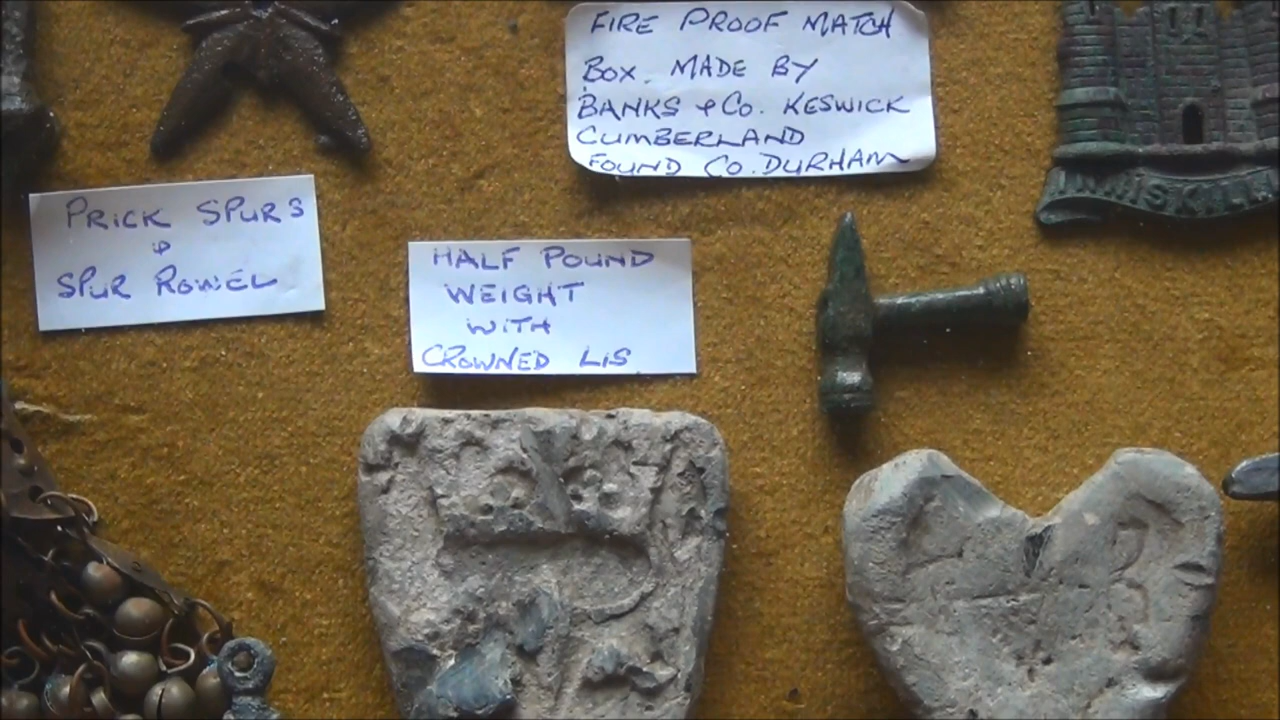 FIRE PROOF MATCH
BOX. MADE BY
BANKS & Co. KESWICK
CUMBERLAND
FOUND Co. DURHAM
PRICK SPURS
&
SPUR ROWEL
HALF POUND
WEIGHT
WITH
CROWNED LIS
INNISKILLIN